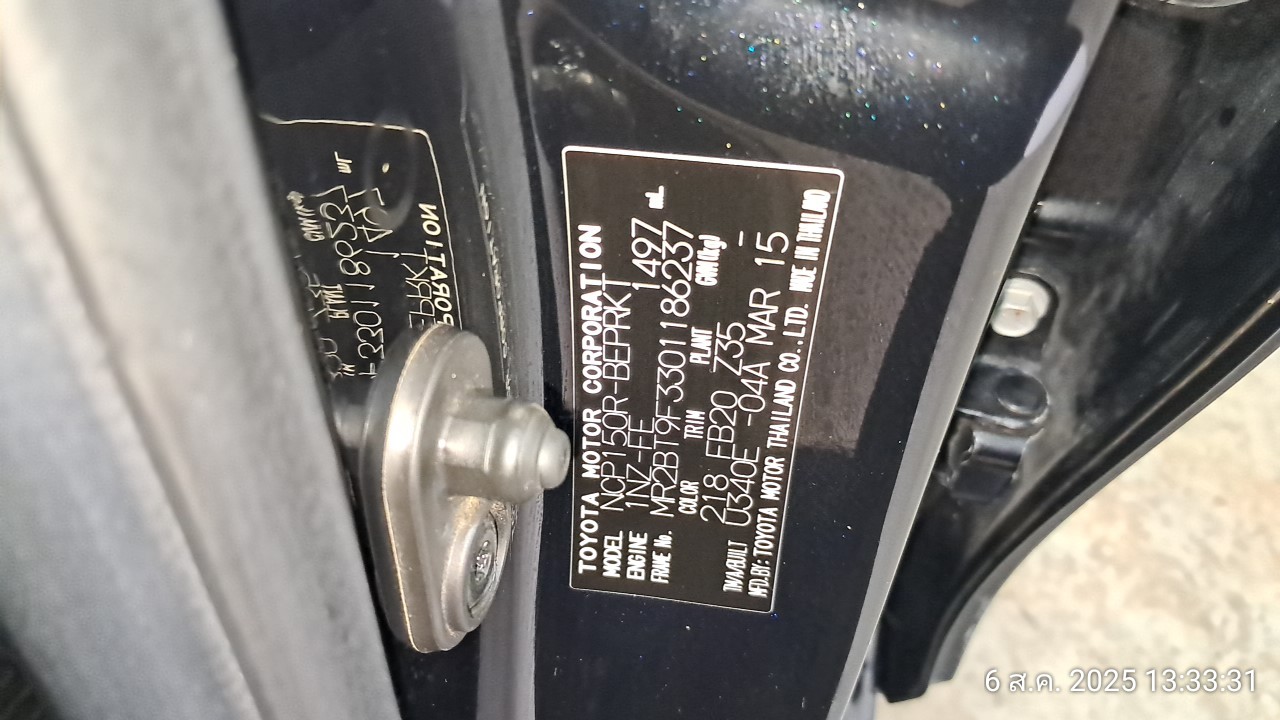 TOYOTA MOTOR CORPORATION
MODEL NCP150R-BEPRKT
ENGINE 1NZ-FE 1497 mL
FRAME No. MR2BT9F3301186237
COLOR TRIM PLANT GVW(kg)
218 FB20 Z35 -
T/M/A/BUILT U340E -04A MAR 15
MFD.BY: TOYOTA MOTOR THAILAND CO.,LTD. MADE IN THAILAND
6 ส.ค. 2025 13:33:31